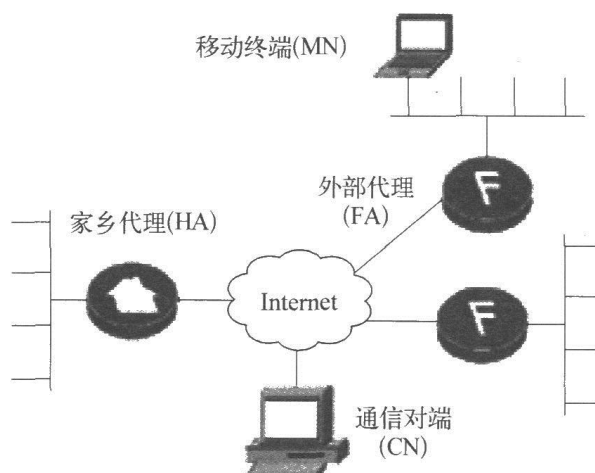 移动终端(MN)
外部代理
(FA)
家乡代理(HA)
Internet
通信对端
(CN)